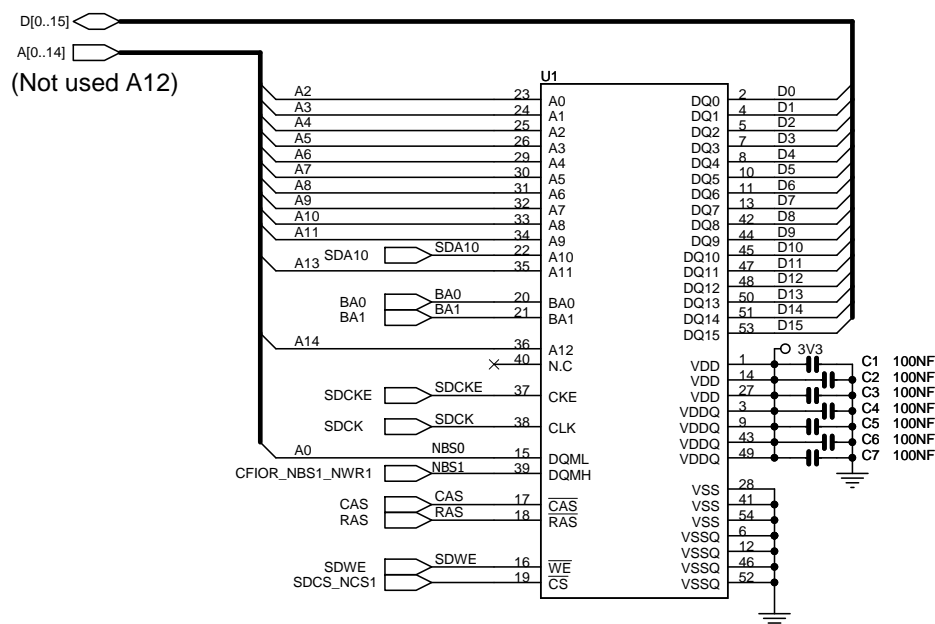 D[0..15]
A[0..14]
(Not used A12)
U1
A2 23 A0 DQ0 2 D0
A3 24 A1 DQ1 4 D1
A4 25 A2 DQ2 5 D2
A5 26 A3 DQ3 7 D3
A6 29 A4 DQ4 8 D4
A7 30 A5 DQ5 10 D5
A8 31 A6 DQ6 11 D6
A9 32 A7 DQ7 13 D7
A10 33 A8 DQ8 42 D8
A11 34 A9 DQ9 44 D9
SDA10 SDA10 22 A10 DQ10 45 D10
A13 35 A11 DQ11 47 D11
DQ12 48 D12
BA0 BA0 20 BA0 DQ13 50 D13
BA1 BA1 21 BA1 DQ14 51 D14
DQ15 53 D15
A14 36 A12
3V3
40 N.C VDD 1 C1 100NF
VDD 14 C2 100NF
SDCKE SDCKE 37 CKE VDD 27 C3 100NF
VDDQ 3 C4 100NF
SDCK SDCK 38 CLK VDDQ 9 C5 100NF
VDDQ 43 C6 100NF
A0 NBS0 15 DQML VDDQ 49 C7 100NF
CFIOR_NBS1_NWR1 NBS1 39 DQMH
VSS 28
CAS CAS 17 CAS VSS 41
RAS RAS 18 RAS VSS 54
VSSQ 6
VSSQ 12
SDWE SDWE 16 WE VSSQ 46
SDCS_NCS1 19 CS VSSQ 52